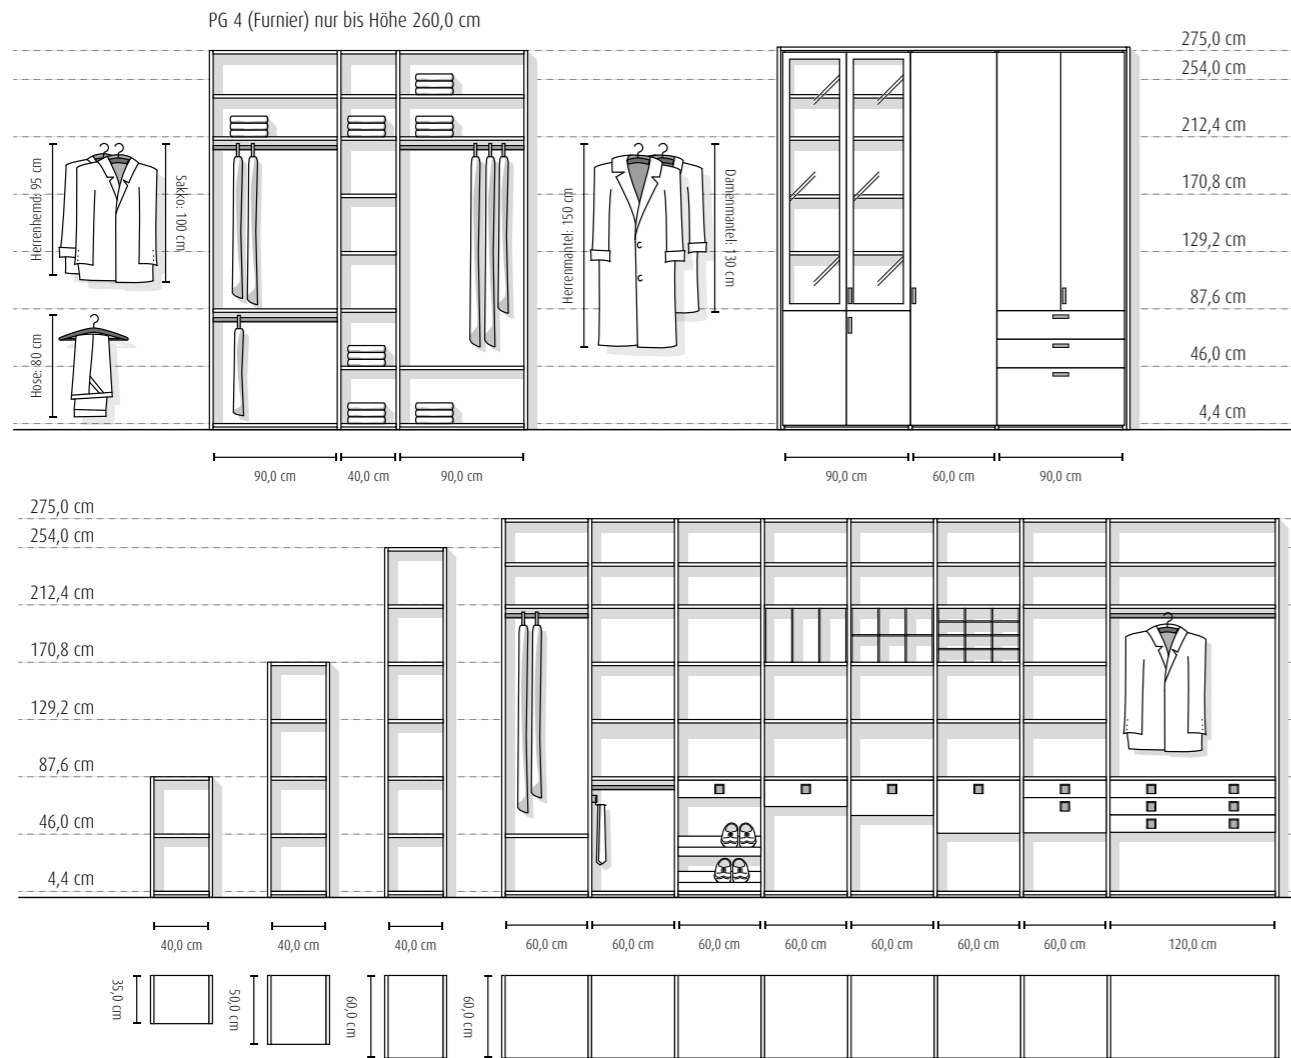 PG 4 (Furnier) nur bis Höhe 260,0 cm
275,0 cm
254,0 cm
212,4 cm
170,8 cm
129,2 cm
87,6 cm
46,0 cm
4,4 cm
Herrenhemd: 95 cm
Sakko: 100 cm
Hose: 80 cm
Herrenmantel: 150 cm
Damenmantel: 130 cm
90,0 cm
40,0 cm
90,0 cm
90,0 cm
60,0 cm
90,0 cm
275,0 cm
254,0 cm
212,4 cm
170,8 cm
129,2 cm
87,6 cm
46,0 cm
4,4 cm
40,0 cm
40,0 cm
40,0 cm
60,0 cm
60,0 cm
60,0 cm
60,0 cm
60,0 cm
60,0 cm
60,0 cm
120,0 cm
35,0 cm
50,0 cm
60,0 cm
60,0 cm